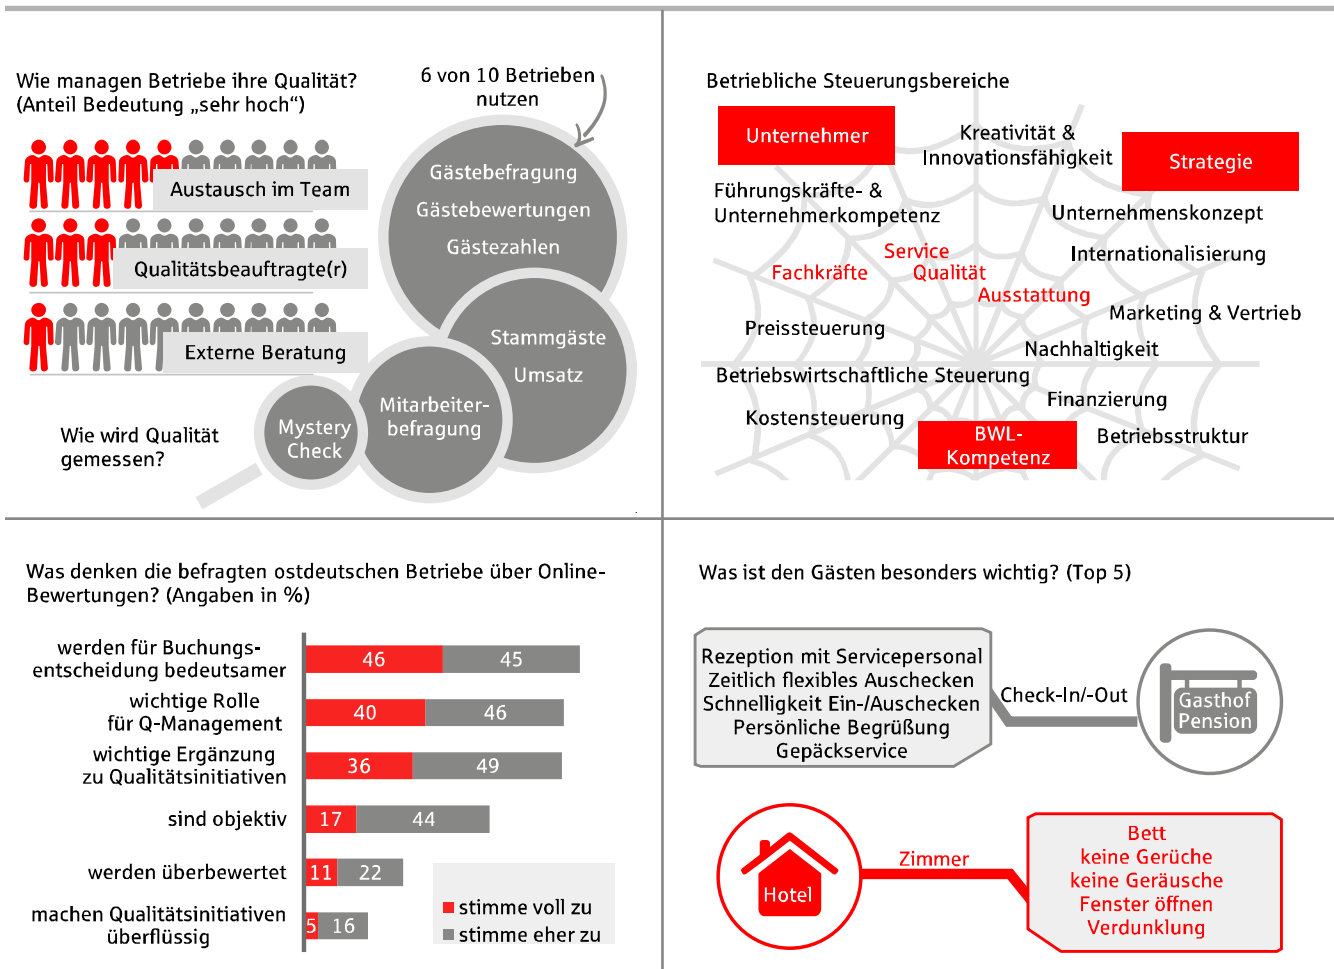 Wie managen Betriebe ihre Qualität?
(Anteil Bedeutung „sehr hoch“)
Austausch im Team
Qualitätsbeauftragte(r)
Externe Beratung
6 von 10 Betrieben
nutzen
Gästebefragung
Gästebewertungen
Gästezahlen
Stammgäste
Umsatz
Mitarbeiter-
befragung
Mystery
Check
Wie wird Qualität
gemessen?
Betriebliche Steuerungsbereiche
Unternehmer
Kreativität &
Innovationsfähigkeit
Strategie
Führungskräfte- &
Unternehmerkompetenz
Unternehmenskonzept
Service
Internationalisierung
Fachkräfte
Qualität
Ausstattung
Marketing & Vertrieb
Preissteuerung
Nachhaltigkeit
Betriebswirtschaftliche Steuerung
Finanzierung
Kostensteuerung
BWL-
Kompetenz
Betriebsstruktur
Was denken die befragten ostdeutschen Betriebe über Online-
Bewertungen? (Angaben in %)
werden für Buchungs-
entscheidung bedeutsamer
46 45
wichtige Rolle
für Q-Management
40 46
wichtige Ergänzung
zu Qualitätsinitiativen
36 49
sind objektiv
17 44
werden überbewertet
11 22
machen Qualitätsinitiativen
überflüssig
5 16
stimme voll zu
stimme eher zu
Was ist den Gästen besonders wichtig? (Top 5)
Rezeption mit Servicepersonal
Zeitlich flexibles Auschecken
Schnelligkeit Ein-/Auschecken
Persönliche Begrüßung
Gepäckservice
Check-In/-Out
Gasthof
Pension
Hotel
Zimmer
Bett
keine Gerüche
keine Geräusche
Fenster öffnen
Verdunklung